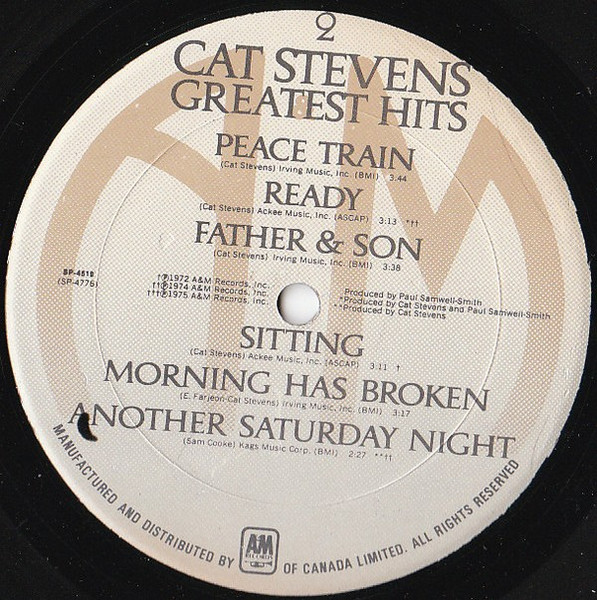 2
CAT STEVENS
GREATEST HITS
PEACE TRAIN
(Cat Stevens) Irving Music, Inc. (BMI) 3:44
READY
(Cat Stevens) Ackee Music, Inc. (ASCAP) 3:13 *††
FATHER & SON
(Cat Stevens) Irving Music, Inc. (BMI) 3:38
SP-4519
(SP-4776)
†℗1972 A&M Records, Inc.
††℗1974 A&M Records, Inc.
†††℗1975 A&M Records, Inc.
Produced by Paul Samwell-Smith
*Produced by Cat Stevens and Paul Samwell-Smith
**Produced by Cat Stevens
SITTING
(Cat Stevens) Ackee Music, Inc. (ASCAP) 3:11 †
MORNING HAS BROKEN
(E. Farjeon-Cat Stevens) Irving Music, Inc. (BMI) 3:17
ANOTHER SATURDAY NIGHT
(Sam Cooke) Kags Music Corp. (BMI) 2:27 **††
MANUFACTURED AND DISTRIBUTED BY A&M RECORDS OF CANADA LIMITED. ALL RIGHTS RESERVED